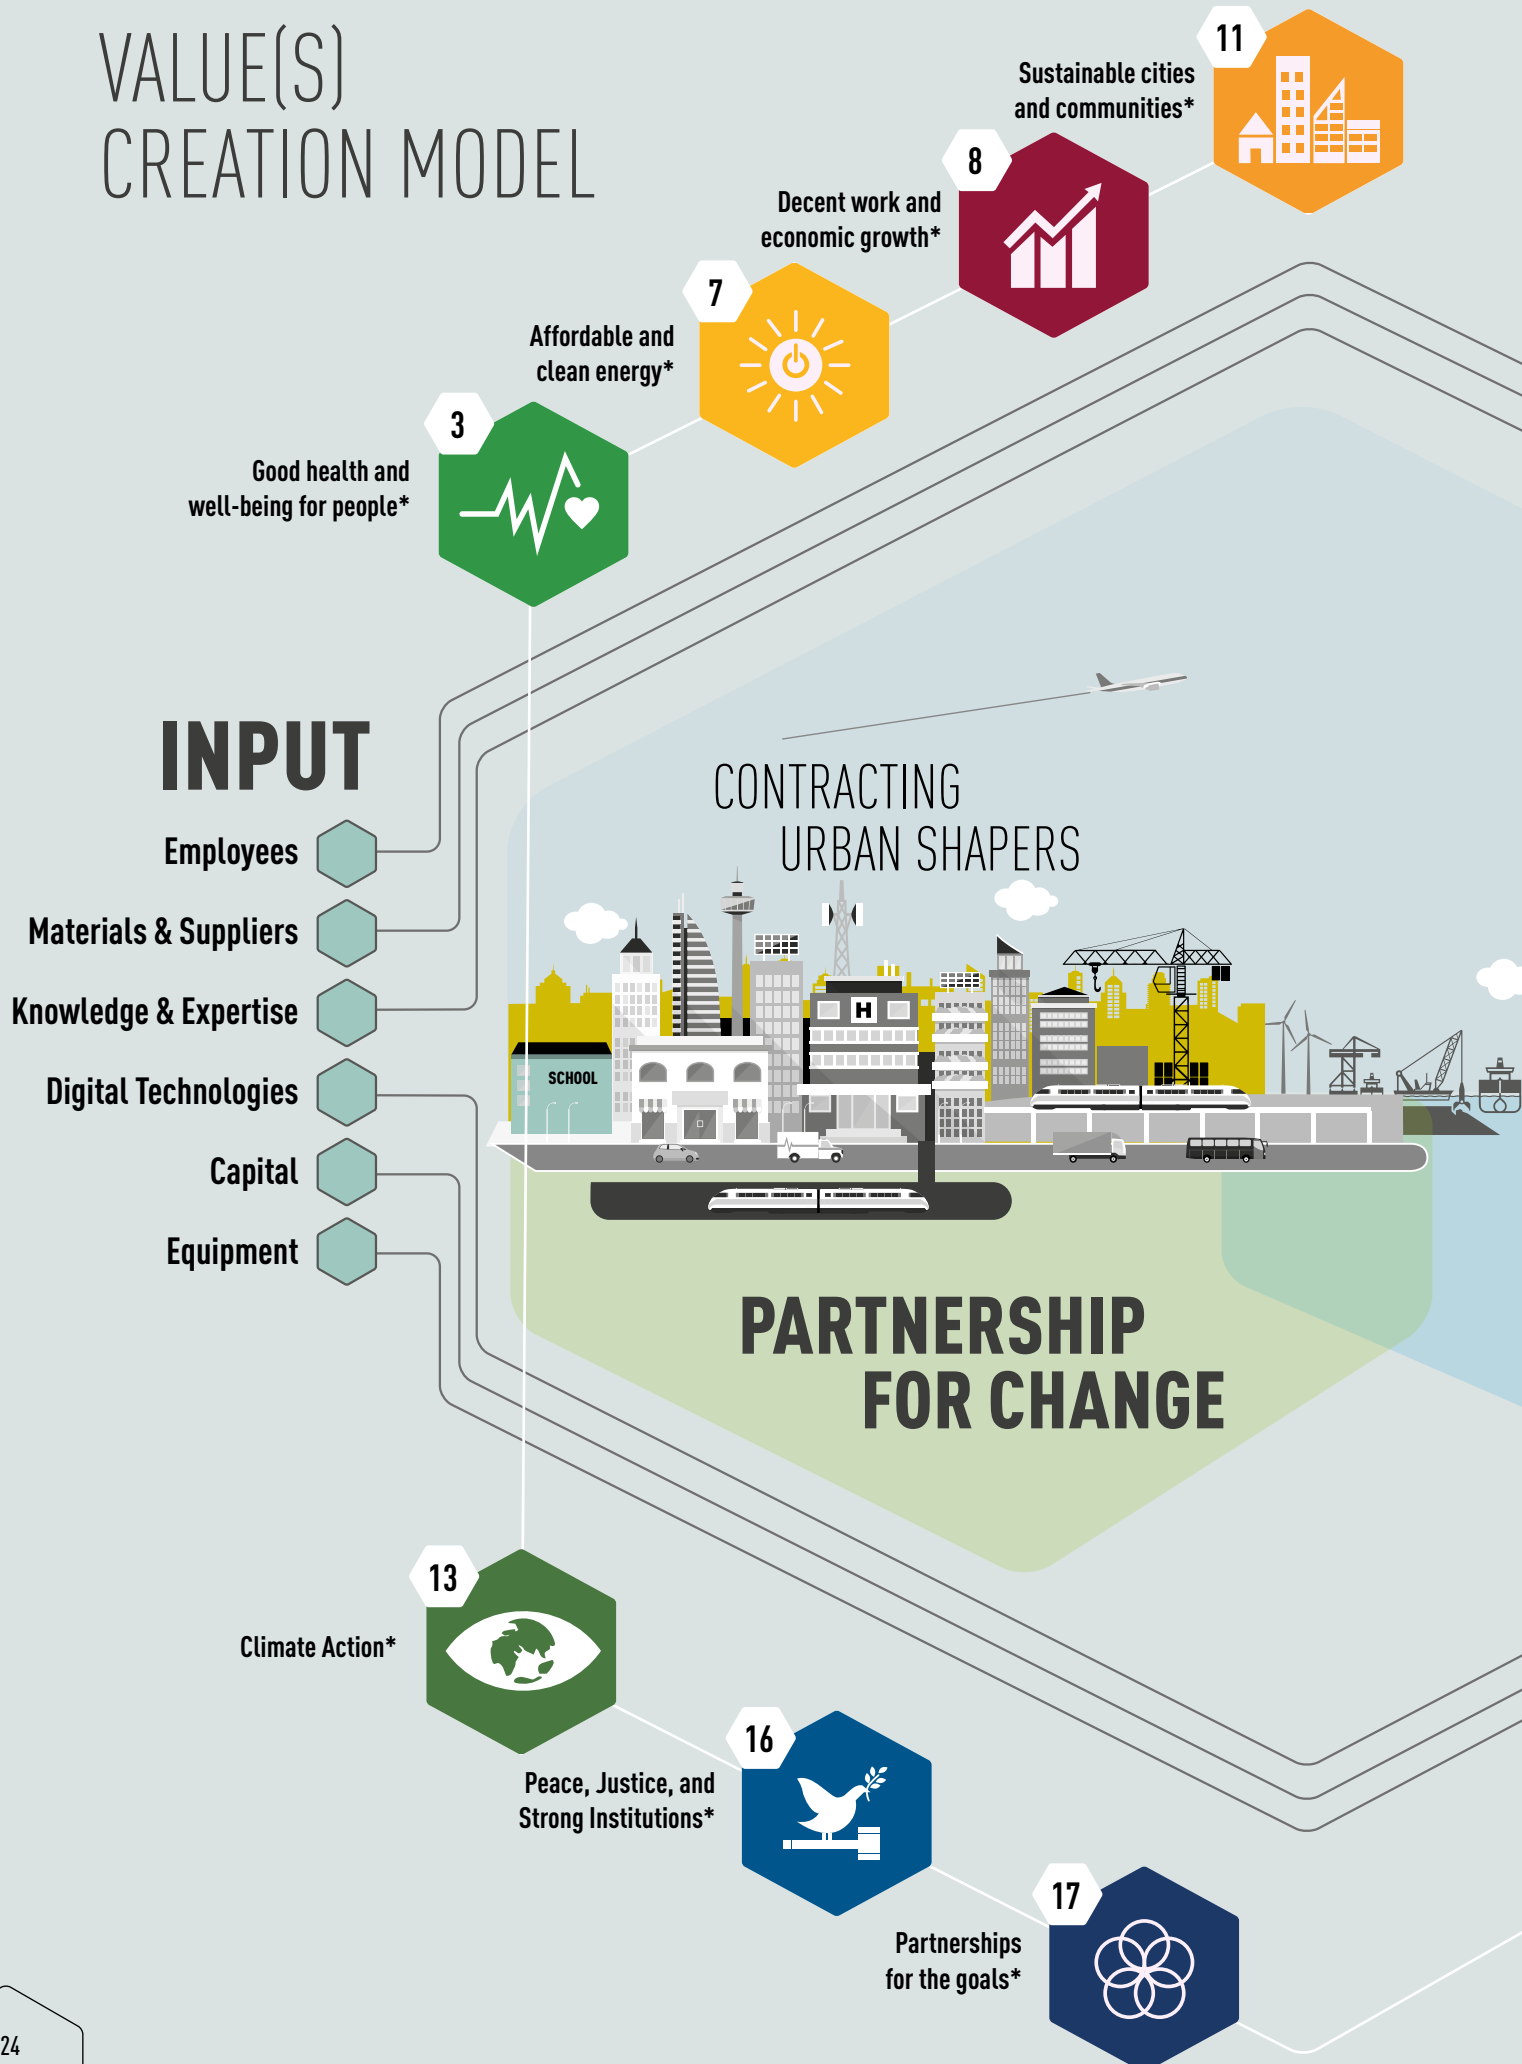 VALUE(S)
CREATION MODEL
11
Sustainable cities
and communities*
8
Decent work and
economic growth*
7
Affordable and
clean energy*
3
Good health and
well-being for people*
INPUT
Employees
Materials & Suppliers
Knowledge & Expertise
Digital Technologies
Capital
Equipment
CONTRACTING
URBAN SHAPERS
H
SCHOOL
PARTNERSHIP
FOR CHANGE
13
Climate Action*
16
Peace, Justice, and
Strong Institutions*
17
Partnerships
for the goals*
24